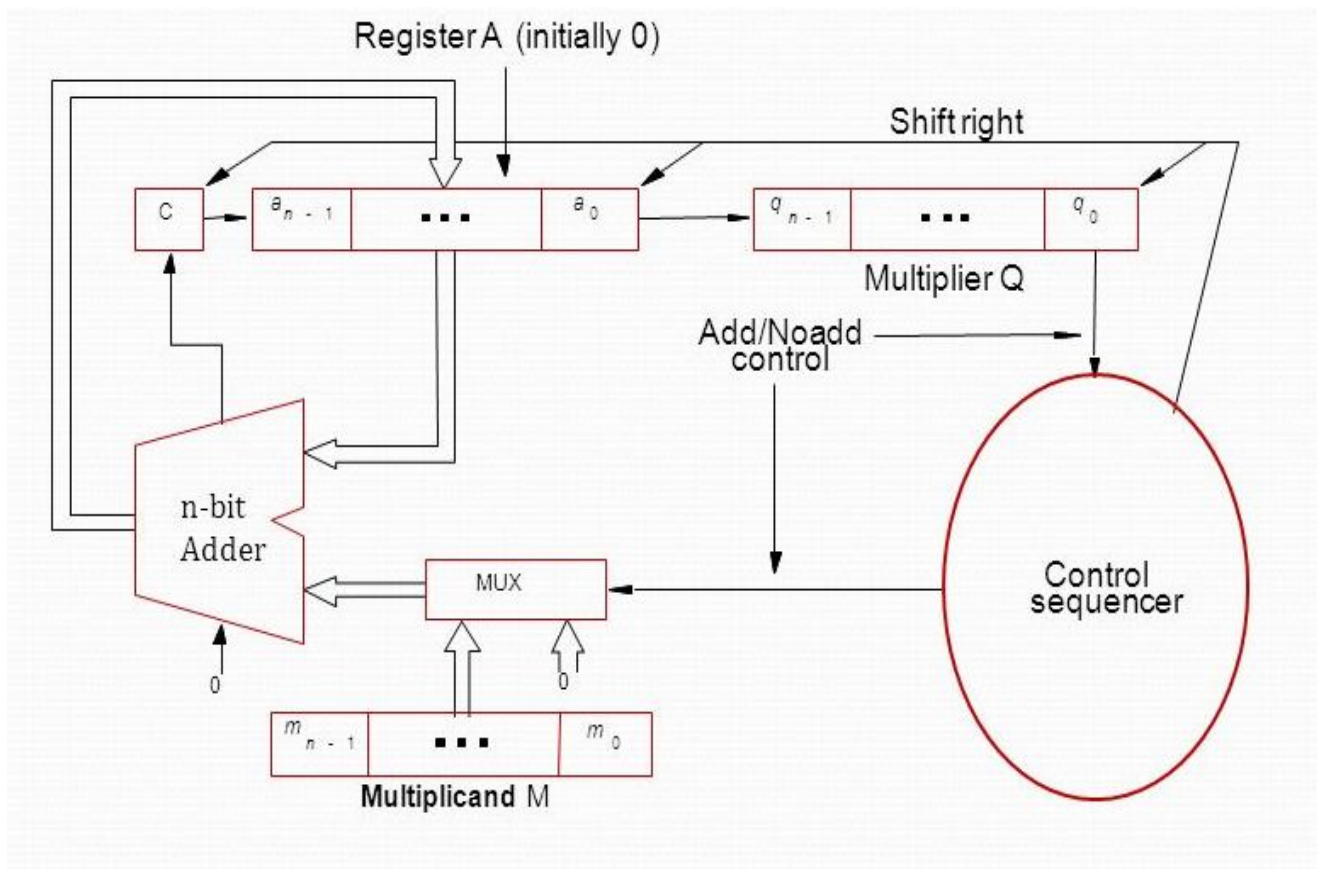 Register A (initially 0)
Shift right
C
a n - 1
▪▪▪
a 0
q n - 1
▪▪▪
q 0
Multiplier Q
Add/Noadd
control
n-bit
Adder
MUX
Control
sequencer
0
0
m n - 1
▪▪▪
m 0
Multiplicand M